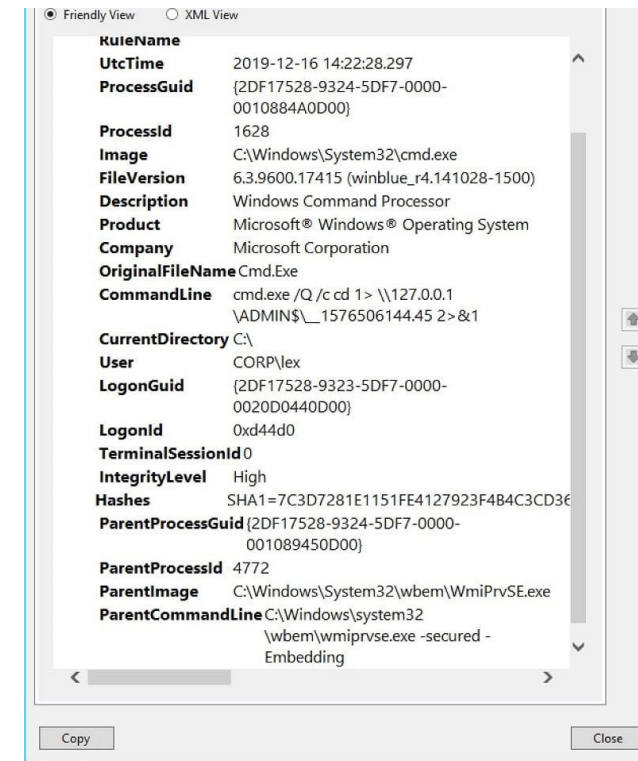 Friendly View XML View
RuleName
UtcTime 2019-12-16 14:22:28.297
ProcessGuid {2DF17528-9324-5DF7-0000-
0010884A0D00}
ProcessId 1628
Image C:\Windows\System32\cmd.exe
FileVersion 6.3.9600.17415 (winblue_r4.141028-1500)
Description Windows Command Processor
Product Microsoft® Windows® Operating System
Company Microsoft Corporation
OriginalFileName Cmd.Exe
CommandLine cmd.exe /Q /c cd 1> \\127.0.0.1
\ADMIN$\__1576506144.45 2>&1
CurrentDirectory C:\
User CORP\lex
LogonGuid {2DF17528-9323-5DF7-0000-
0020D0440D00}
LogonId 0xd44d0
TerminalSessionId 0
IntegrityLevel High
Hashes SHA1=7C3D7281E1151FE4127923F4B4C3CD36
ParentProcessGuid {2DF17528-9324-5DF7-0000-
001089450D00}
ParentProcessId 4772
ParentImage C:\Windows\System32\wbem\WmiPrvSE.exe
ParentCommandLine C:\Windows\system32
\wbem\wmiprvse.exe -secured -
Embedding
Copy Close